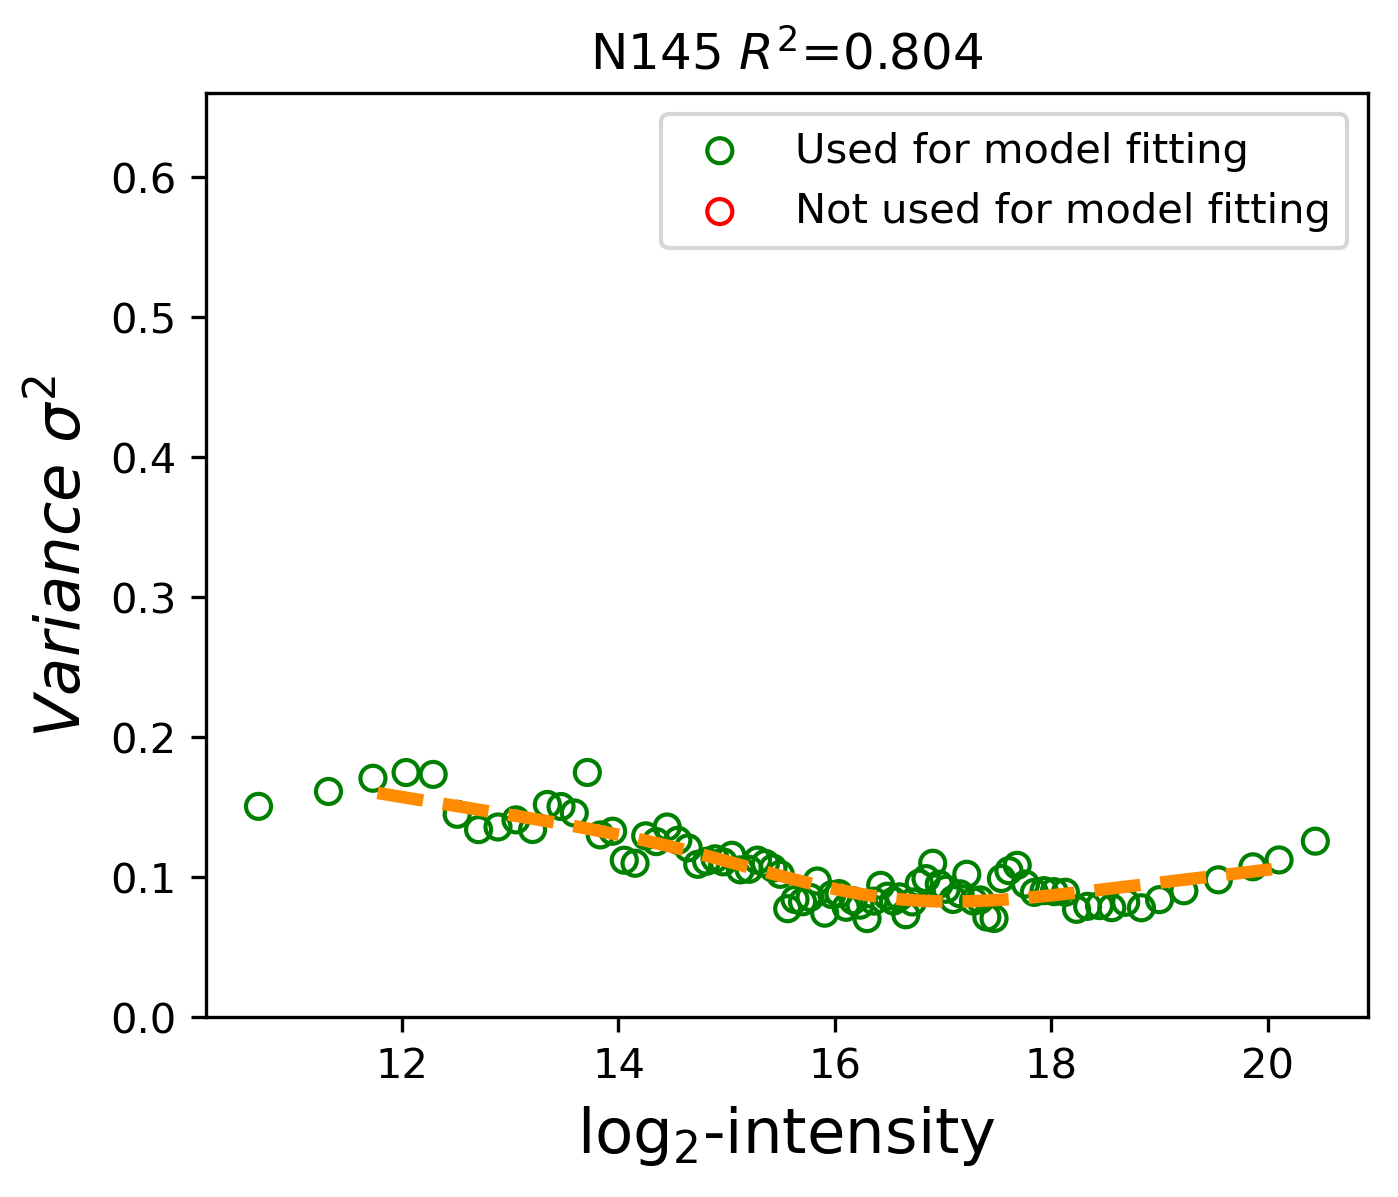 N145 R²=0.804
Used for model fitting
Not used for model fitting
0.6
0.5
0.4
0.3
0.2
0.1
0.0
Variance σ²
12 14 16 18 20
log₂-intensity